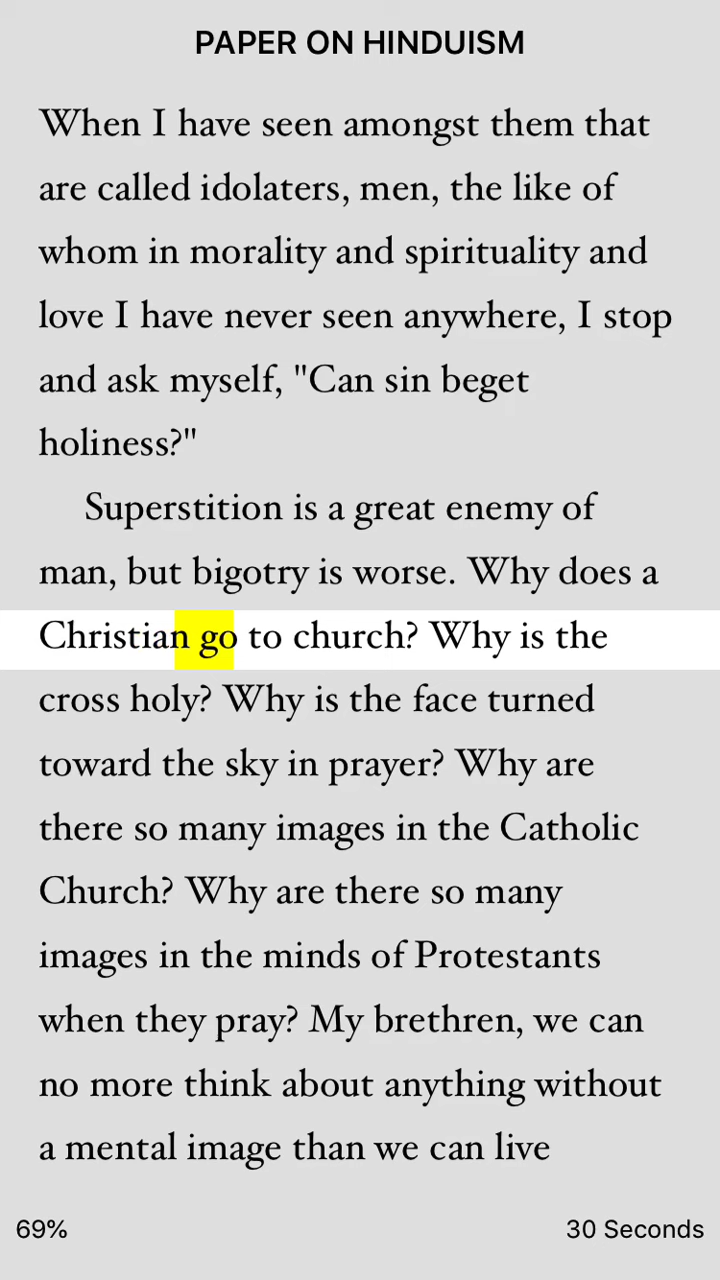 PAPER ON HINDUISM
When I have seen amongst them that
are called idolaters, men, the like of
whom in morality and spirituality and
love I have never seen anywhere, I stop
and ask myself, "Can sin beget
holiness?"
Superstition is a great enemy of
man, but bigotry is worse. Why does a
Christian go to church? Why is the
cross holy? Why is the face turned
toward the sky in prayer? Why are
there so many images in the Catholic
Church? Why are there so many
images in the minds of Protestants
when they pray? My brethren, we can
no more think about anything without
a mental image than we can live
69%
30 Seconds